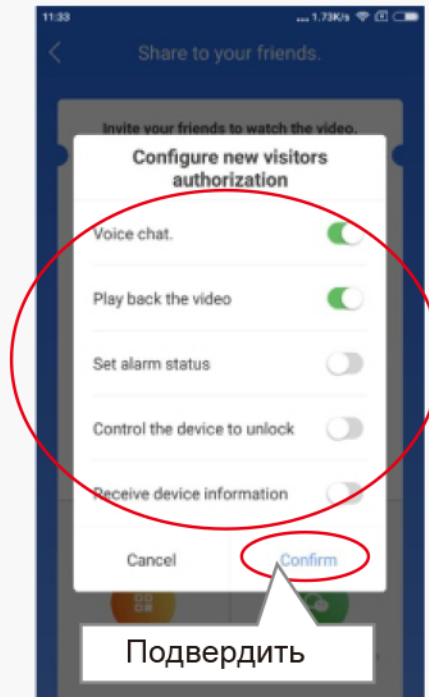 11:33
1.73K/s
Share to your friends.
Invite your friends to watch the video.
Configure new visitors
authorization
Voice chat.
Play back the video
Set alarm status
Control the device to unlock
Receive device information
Cancel
Confirm
Подвердить